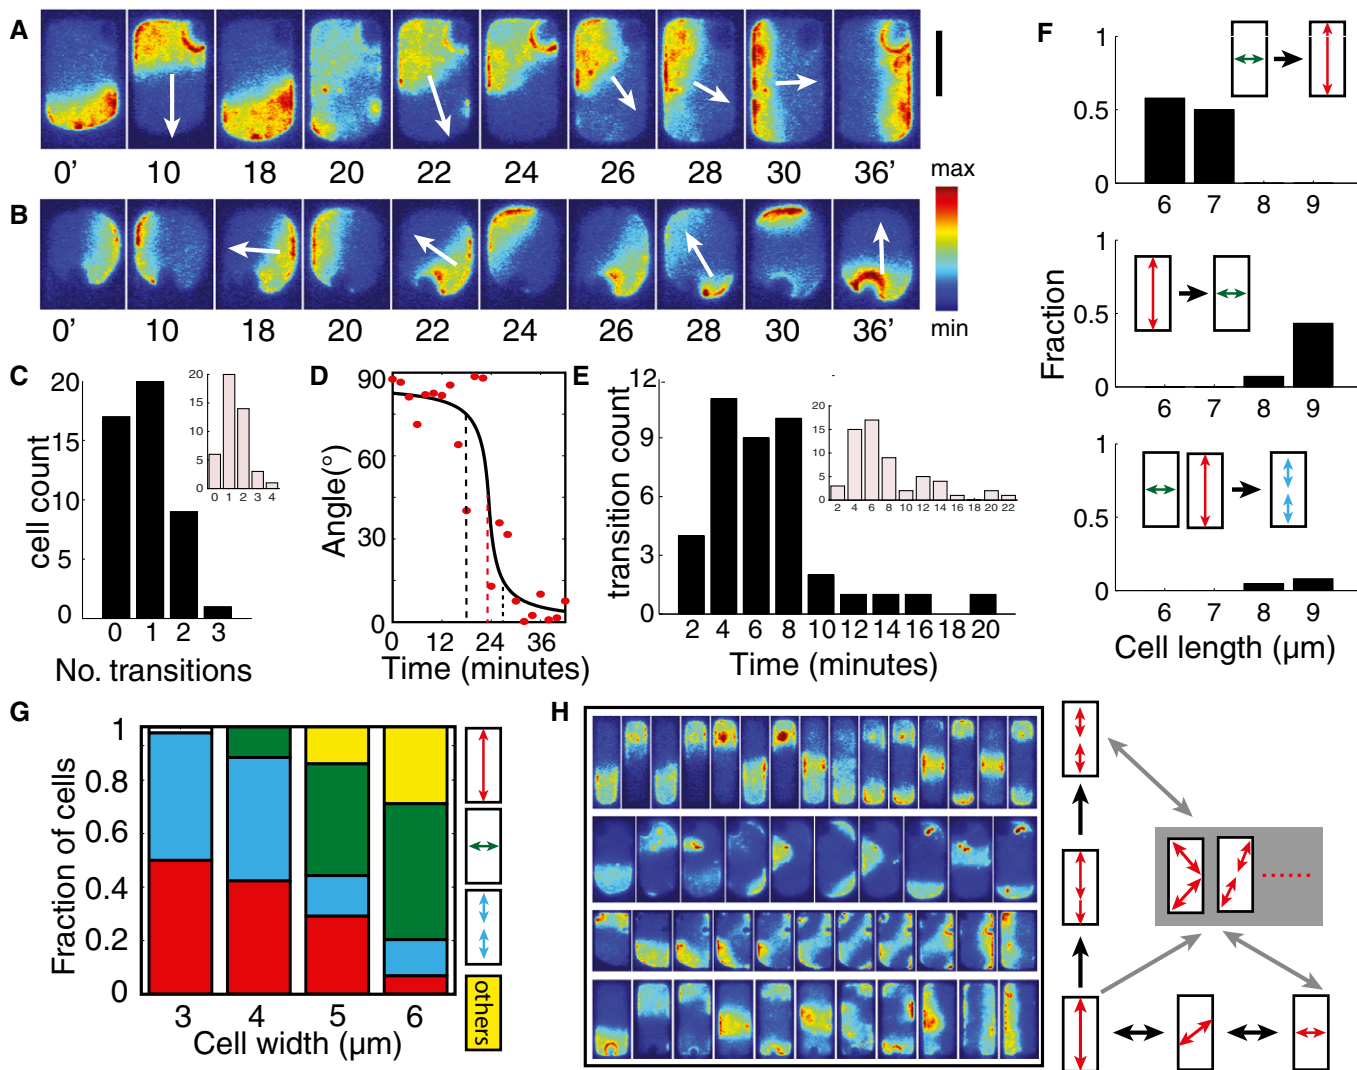 A
0' 10 18 20 22 24 26 28 30 36'
B
0' 10 18 20 22 24 26 28 30 36'
max
min
C
cell count
20
15
10
5
0
0 1 2 3
No. transitions
20
15
10
5
0
0 1 2 3 4
D
Angle(°)
90
60
30
0
0 12 24 36
Time (minutes)
E
transition count
12
9
6
3
0
2 4 6 8 10 12 14 16 18 20
Time (minutes)
20
15
10
5
0
2 4 6 8 10 12 14 16 18 20 22
F
Fraction
1
0.5
0
6 7 8 9
1
0.5
0
6 7 8 9
1
0.5
0
6 7 8 9
Cell length (µm)
G
Fraction of cells
1
0.8
0.6
0.4
0.2
0
3 4 5 6
Cell width (µm)
others
H